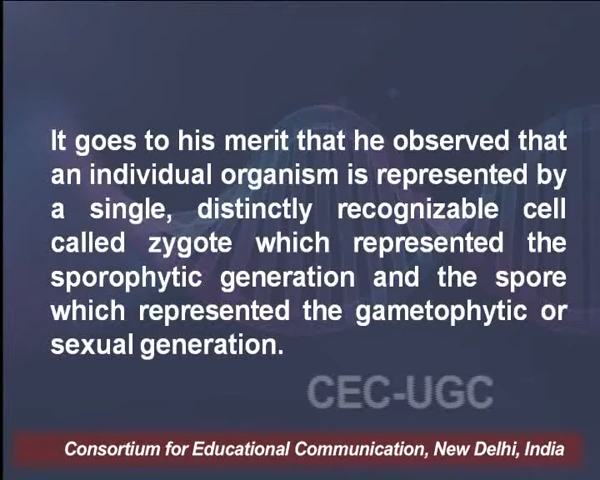 It goes to his merit that he observed that
an individual organism is represented by
a single, distinctly recognizable cell
called zygote which represented the
sporophytic generation and the spore
which represented the gametophytic or
sexual generation.
CEC-UGC
Consortium for Educational Communication, New Delhi, India